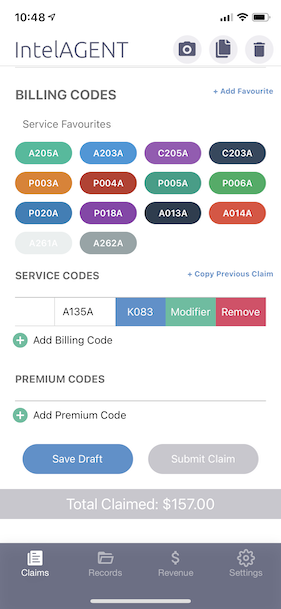 10:48
IntelAGENT
BILLING CODES
+ Add Favourite
Service Favourites
A205A A203A C205A C203A
P003A P004A P005A P006A
P020A P018A A013A A014A
A261A A262A
SERVICE CODES
+ Copy Previous Claim
A135A K083 Modifier Remove
Add Billing Code
PREMIUM CODES
Add Premium Code
Save Draft Submit Claim
Total Claimed: $157.00
Claims Records Revenue Settings